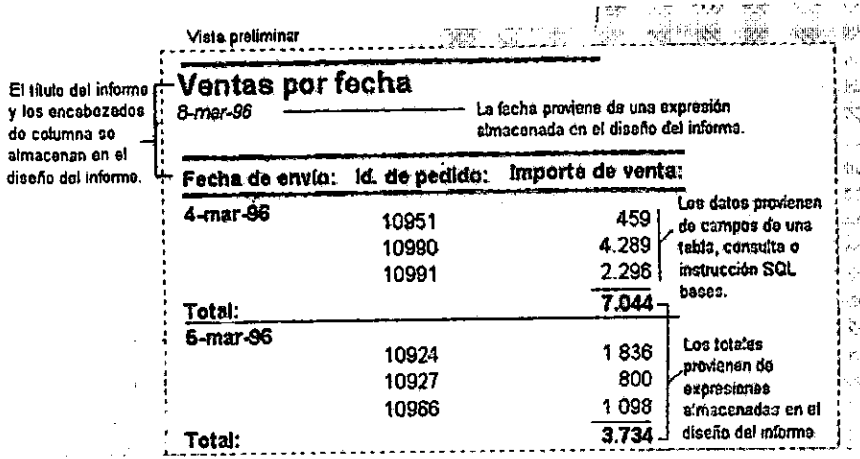 Vista preliminar
El título del informe
y los encabezados
de columna se
almacenan en el
diseño del informe.
Ventas por fecha
8-mar-96
La fecha proviene de una expresión
almacenada en el diseño del informe.
Fecha de envío: Id. de pedido: Importe de venta:
4-mar-96
10951 459
10990 4.289
10991 2.296
Total: 7.044
Los datos provienen
de campos de una
tabla, consulta o
instrucción SQL
bases.
5-mar-96
10924 1 836
10927 800
10986 1 098
Total: 3.734
Los totales
provienen de
expresiones
almacenadas en el
diseño del informe